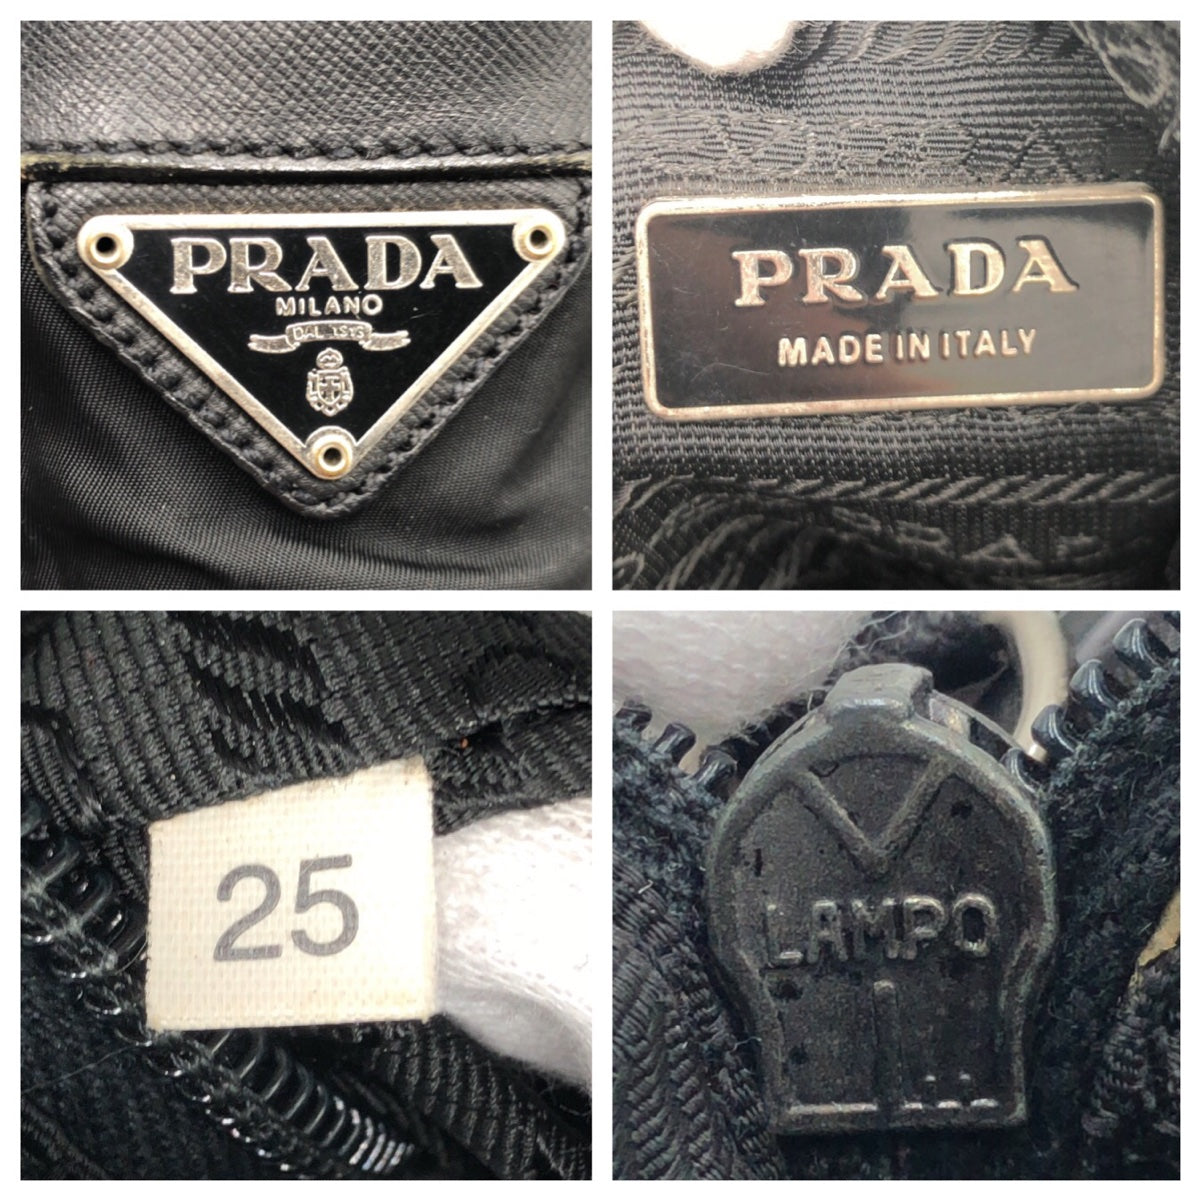 PRADA
MILANO
DAL 1913
PRADA
MADE IN ITALY
25
LAMPO